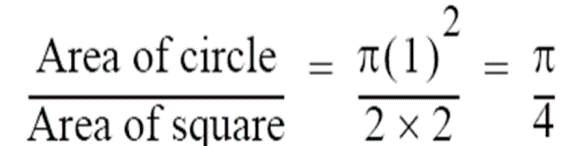 Area of circle / Area of square = π(1)² / 2 × 2 = π / 4